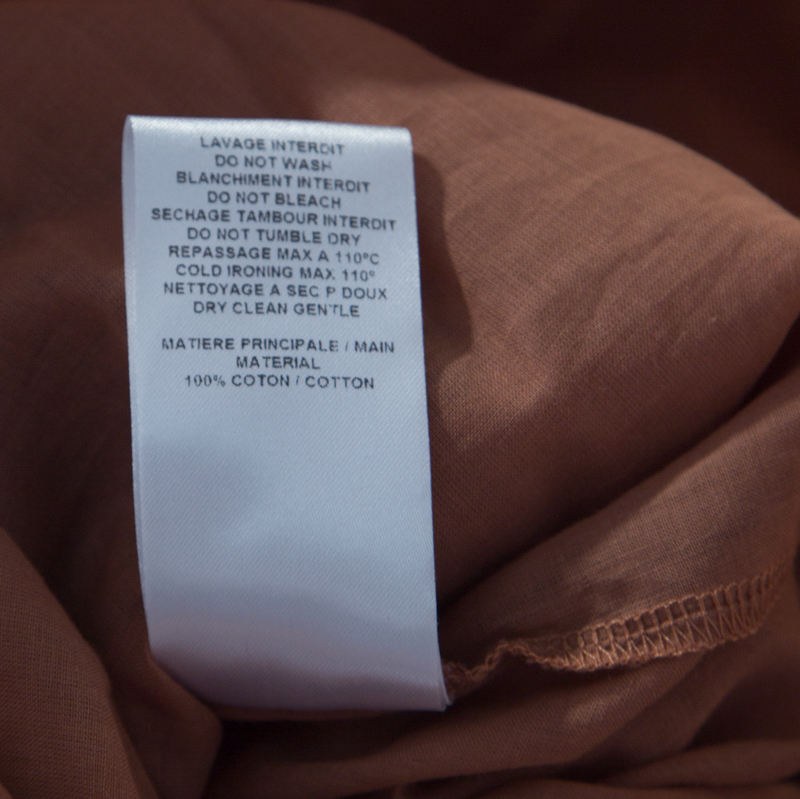 LAVAGE INTERDIT
DO NOT WASH
BLANCHIMENT INTERDIT
DO NOT BLEACH
SECHAGE TAMBOUR INTERDIT
DO NOT TUMBLE DRY
REPASSAGE MAX A 110°C
COLD IRONING MAX 110°
NETTOYAGE A SEC P DOUX
DRY CLEAN GENTLE
MATIERE PRINCIPALE / MAIN
MATERIAL
100% COTON / COTTON